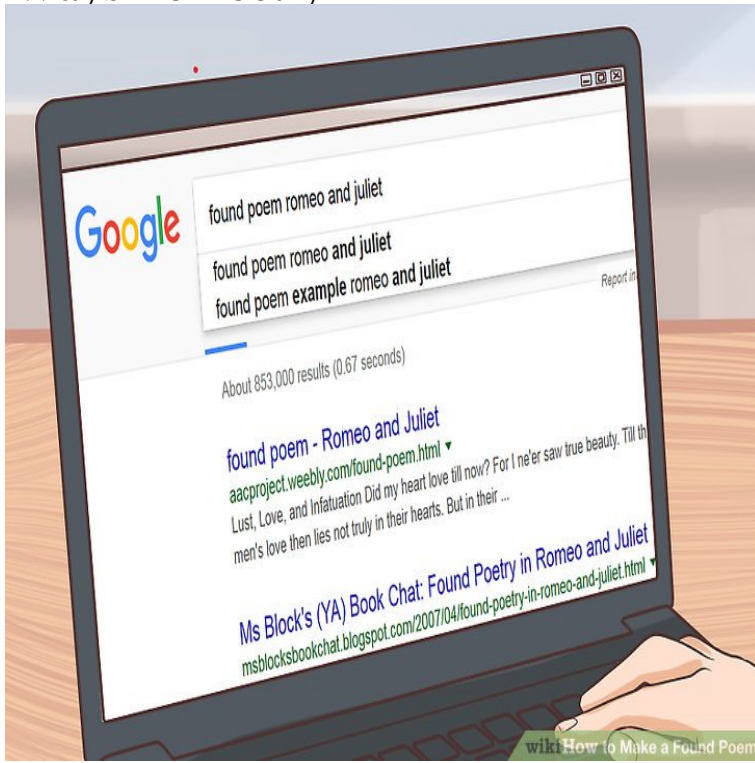 Google
found poem romeo and juliet
found poem romeo and juliet
found poem example romeo and juliet
Report in
About 853,000 results (0.67 seconds)
found poem - Romeo and Juliet
aacproject.weebly.com/found-poem.html ▼
Lust, Love, and Infatuation Did my heart love till now? For I ne'er saw true beauty. Till th
men's love then lies not truly in their hearts. But in their ...
Ms Block's (YA) Book Chat: Found Poetry in Romeo and Juliet
msblocksbookchat.blogspot.com/2007/04/found-poetry-in-romeo-and-juliet.html ▼
wikiHow to Make a Found Poem